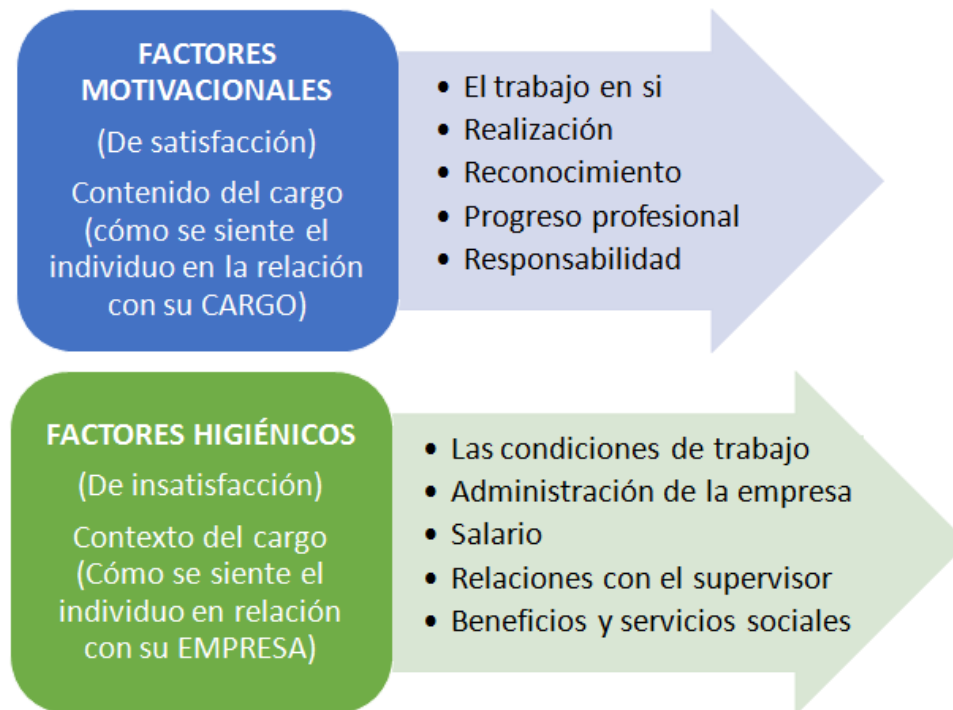 FACTORES
MOTIVACIONALES
(De satisfacción)
Contenido del cargo
(cómo se siente el
individuo en la relación
con su CARGO)
• El trabajo en si
• Realización
• Reconocimiento
• Progreso profesional
• Responsabilidad
FACTORES HIGIÉNICOS
(De insatisfacción)
Contexto del cargo
(Cómo se siente el
individuo en relación
con su EMPRESA)
• Las condiciones de trabajo
• Administración de la empresa
• Salario
• Relaciones con el supervisor
• Beneficios y servicios sociales